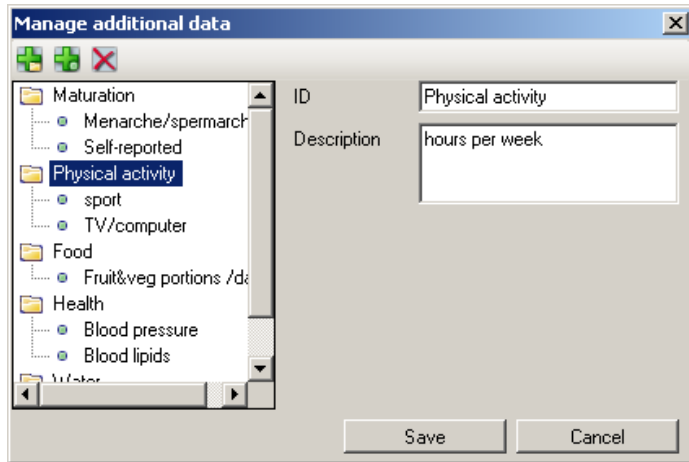 Manage additional data
Maturation
Menarche/spermarch
Self-reported
Physical activity
sport
TV/computer
Food
Fruit&veg portions /da
Health
Blood pressure
Blood lipids
Water
ID
Physical activity
Description
hours per week
Save
Cancel